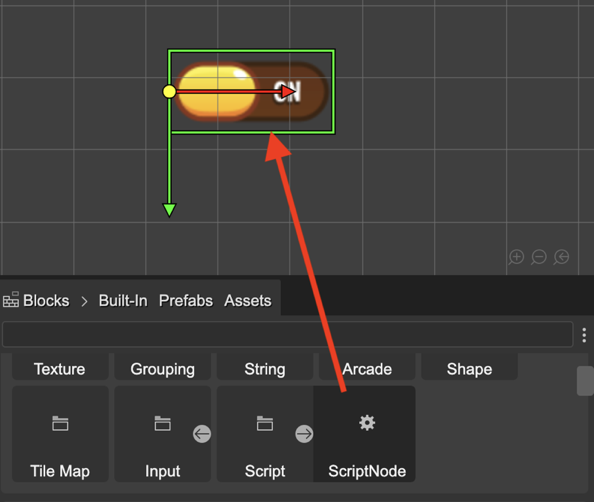 ON
Blocks > Built-In Prefabs Assets
Texture Grouping String Arcade Shape
Tile Map Input Script ScriptNode